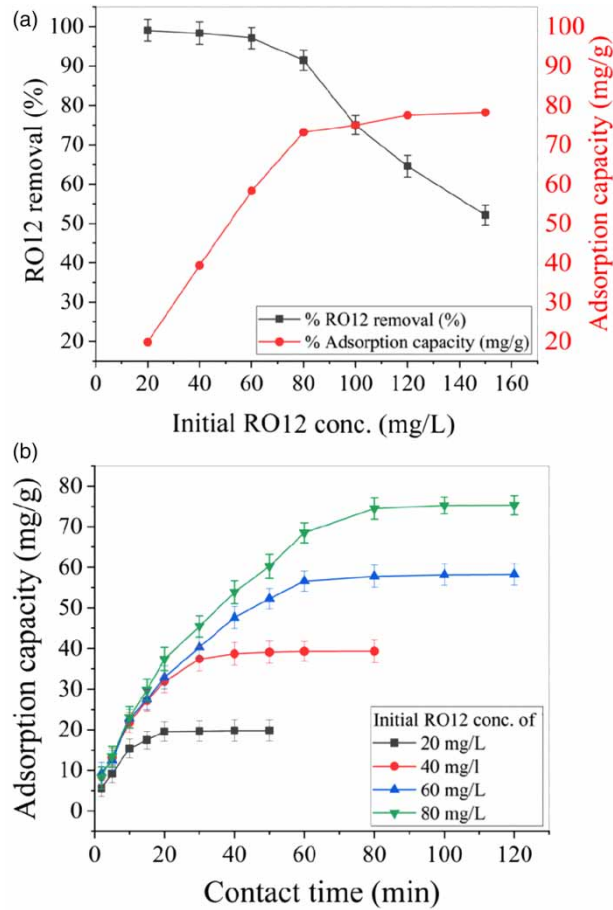 (a)
100
90
80
70
60
50
40
30
20
RO12 removal (%)
100
90
80
70
60
50
40
30
20
Adsorption capacity (mg/g)
% RO12 removal (%)
% Adsorption capacity (mg/g)
0 20 40 60 80 100 120 140 160
Initial RO12 conc. (mg/L)
(b)
80
70
60
50
40
30
20
10
0
Adsorption capacity (mg/g)
Initial RO12 conc. of
20 mg/L
40 mg/l
60 mg/L
80 mg/L
0 20 40 60 80 100 120
Contact time (min)